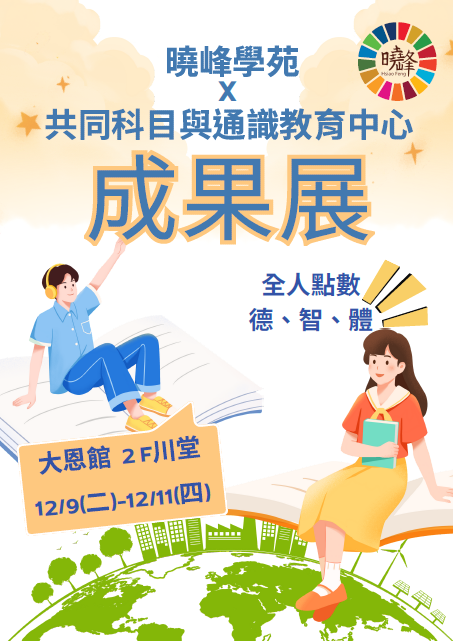 曉峰學苑
X
共同科目與通識教育中心
成果展
曉峰
Hsiao Feng
全人點數
德、智、體
大恩館 2F川堂
12/9(二)-12/11(四)